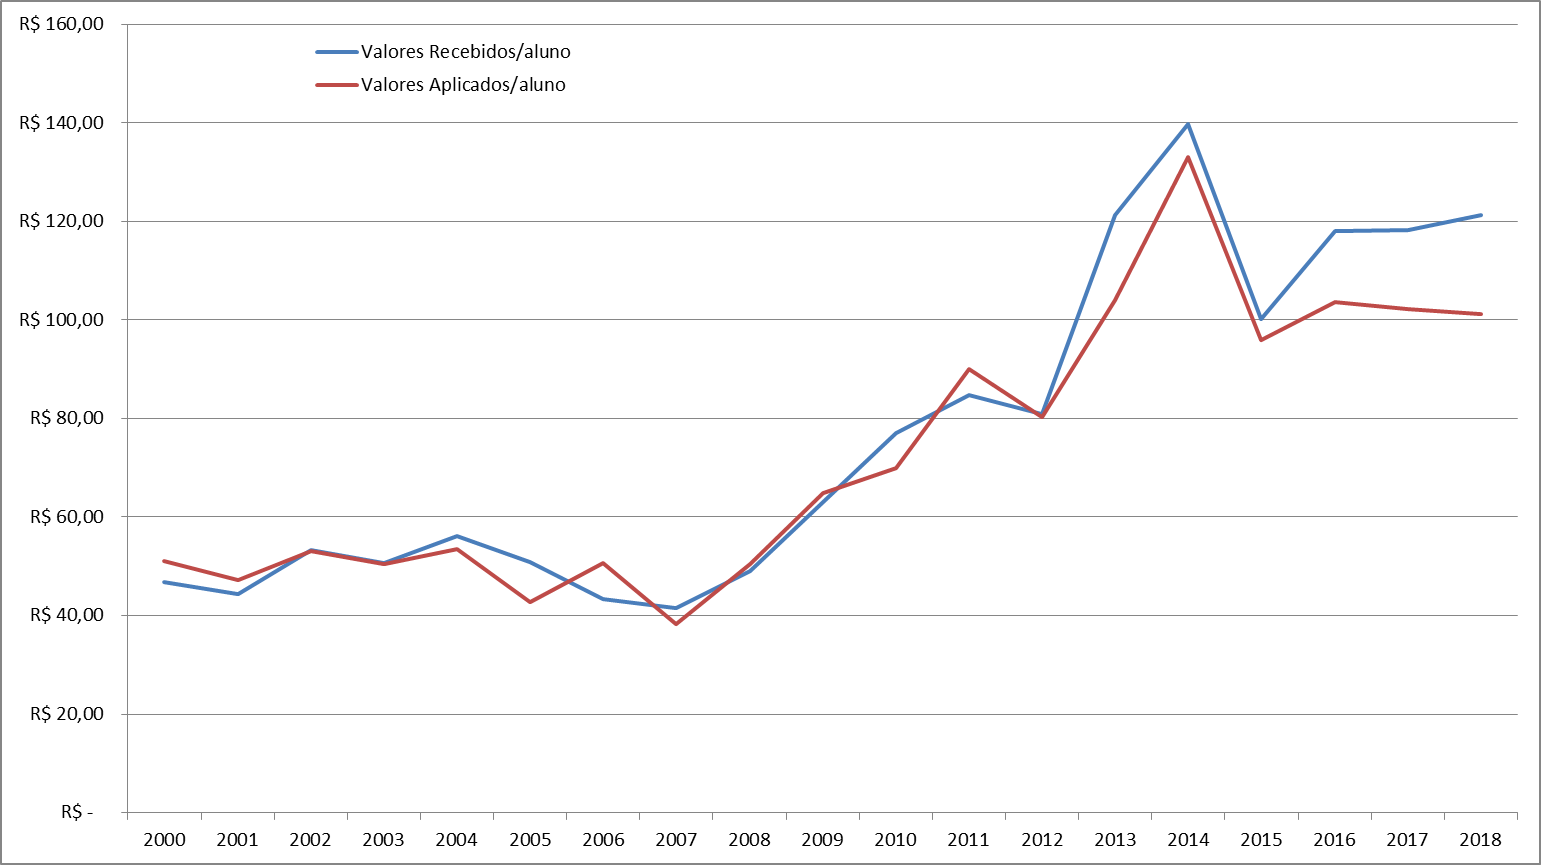 R$ 160,00
Valores Recebidos/aluno
Valores Aplicados/aluno
R$ 140,00
R$ 120,00
R$ 100,00
R$ 80,00
R$ 60,00
R$ 40,00
R$ 20,00
R$ -
2000 2001 2002 2003 2004 2005 2006 2007 2008 2009 2010 2011 2012 2013 2014 2015 2016 2017 2018